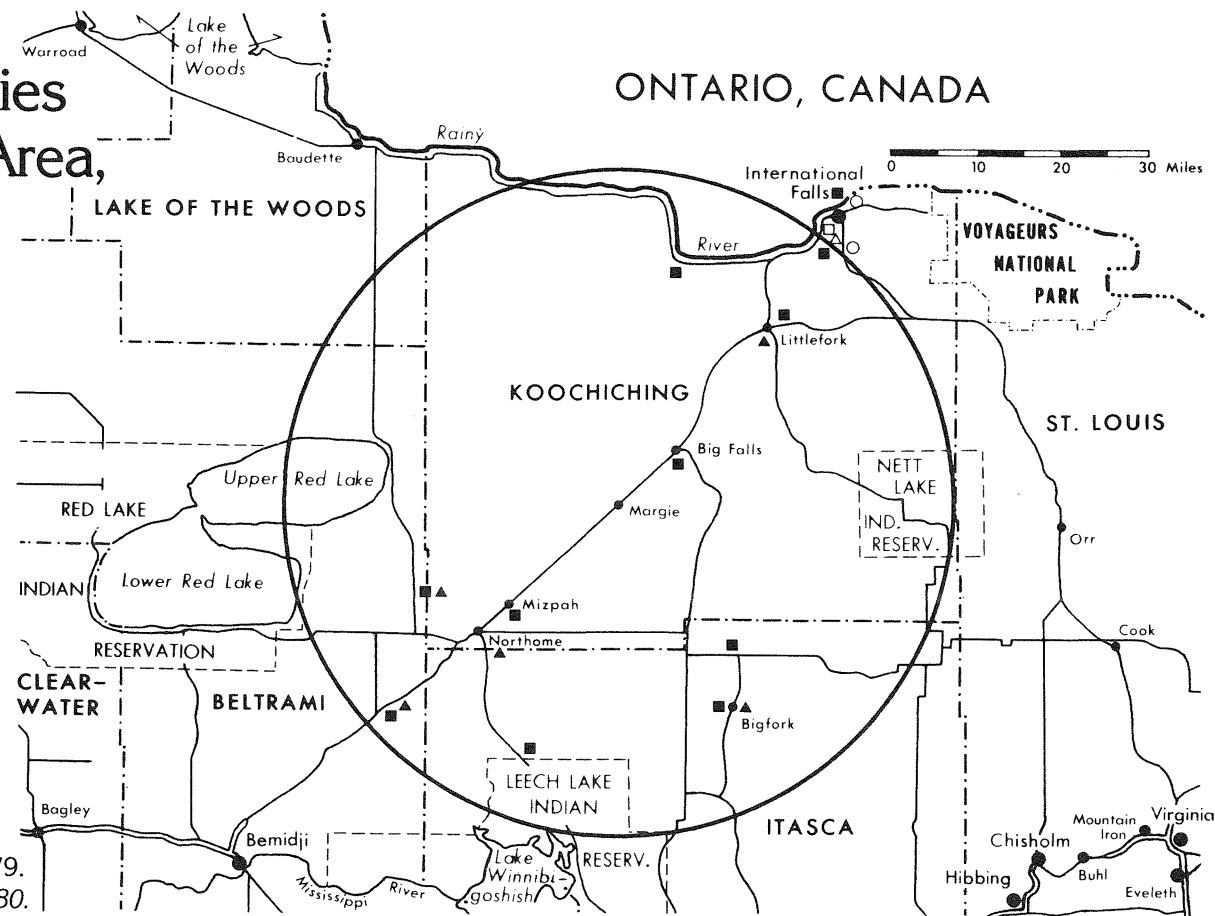 Warroad
Lake
of the
Woods
ONTARIO, CANADA
ies
Area,
Rainy
Baudette
0 10 20 30 Miles
International
Falls
LAKE OF THE WOODS
River
VOYAGEURS
NATIONAL
PARK
Littlefork
KOOCHICHING
ST. LOUIS
Big Falls
NETT
LAKE
IND.
RESERV.
Upper Red Lake
RED LAKE
Margie
Orr
Lower Red Lake
INDIAN
Mizpah
Northome
Cook
RESERVATION
CLEAR-
WATER
BELTRAMI
Bigfork
LEECH LAKE
INDIAN
RESERV.
Bagley
Bemidji
ITASCA
Mountain
Iron
Virginia
Chisholm
Buhl
Hibbing
Eveleth
Lake
Winnibi-
goshish
Mississippi River
79.
80.